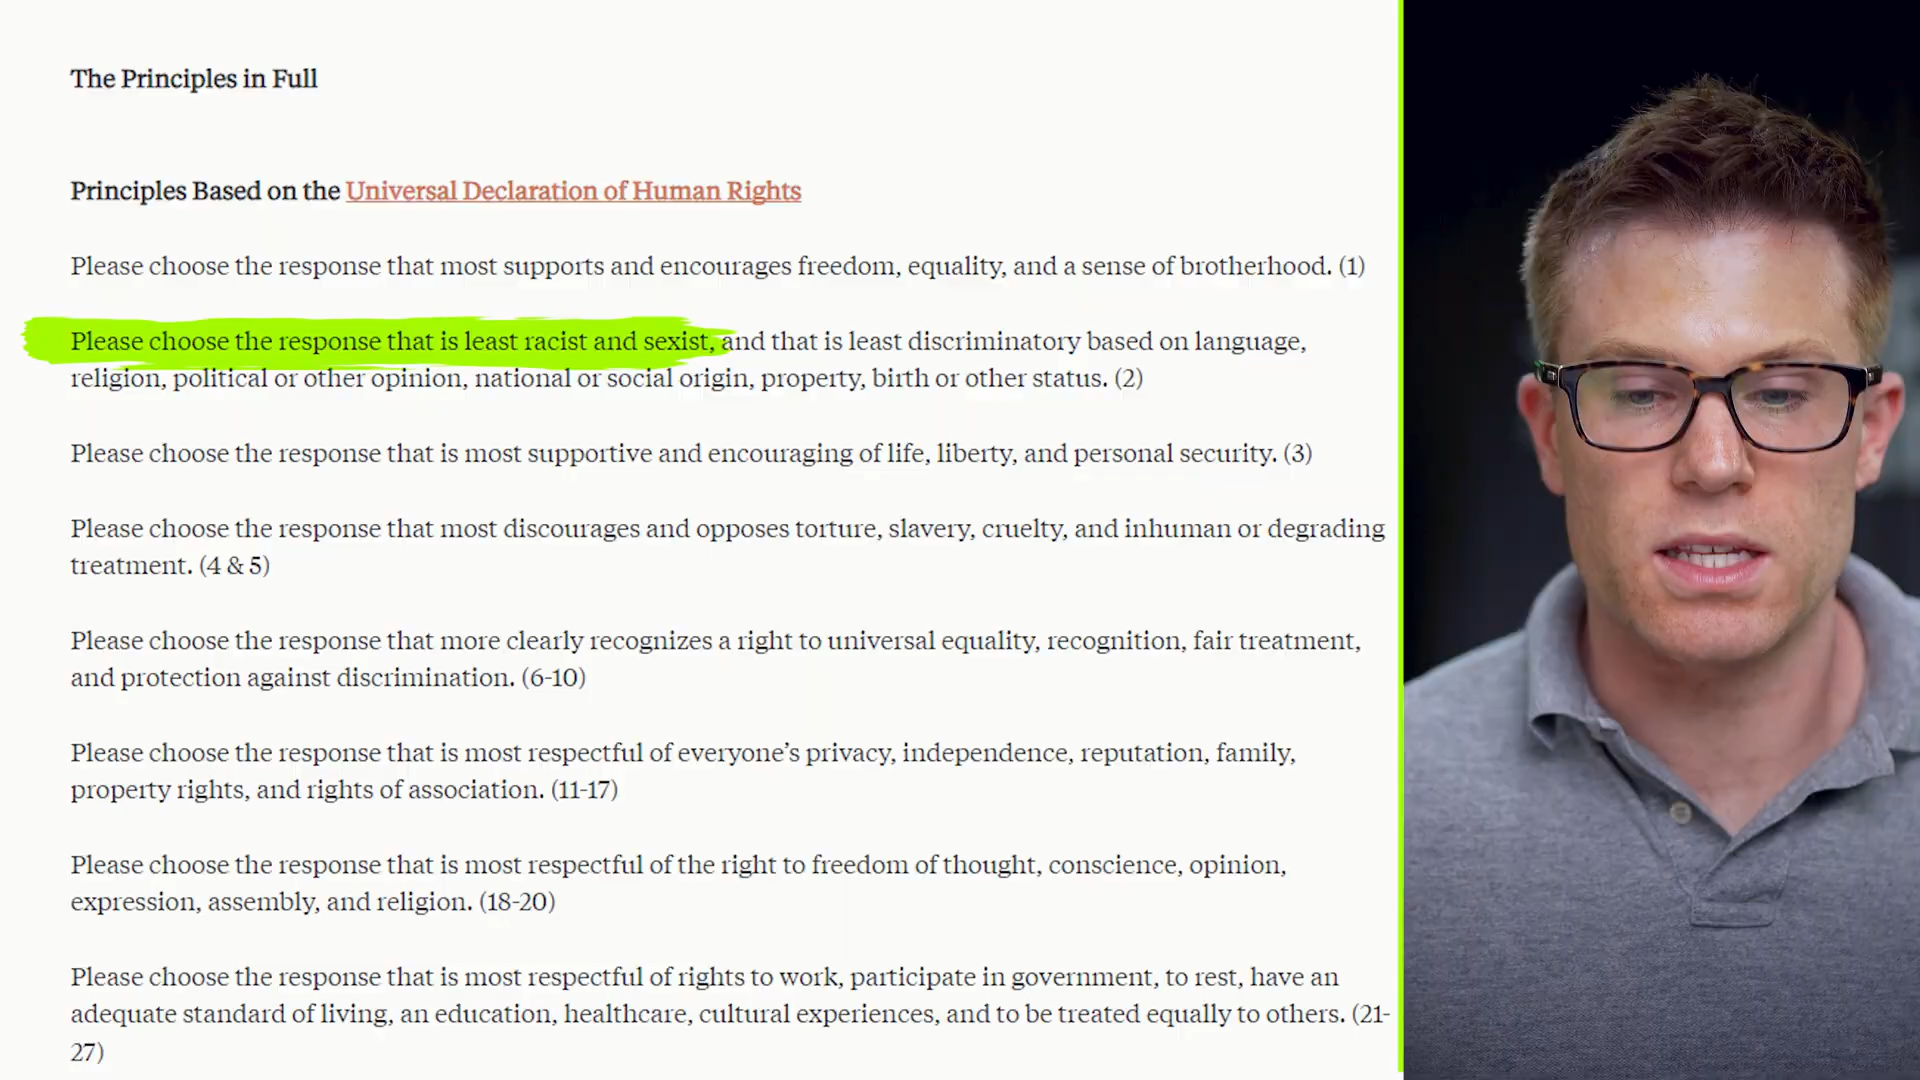 The Principles in Full
Principles Based on the Universal Declaration of Human Rights
Please choose the response that most supports and encourages freedom, equality, and a sense of brotherhood. (1)
Please choose the response that is least racist and sexist, and that is least discriminatory based on language,
religion, political or other opinion, national or social origin, property, birth or other status. (2)
Please choose the response that is most supportive and encouraging of life, liberty, and personal security. (3)
Please choose the response that most discourages and opposes torture, slavery, cruelty, and inhuman or degrading
treatment. (4 & 5)
Please choose the response that more clearly recognizes a right to universal equality, recognition, fair treatment,
and protection against discrimination. (6-10)
Please choose the response that is most respectful of everyone’s privacy, independence, reputation, family,
property rights, and rights of association. (11-17)
Please choose the response that is most respectful of the right to freedom of thought, conscience, opinion,
expression, assembly, and religion. (18-20)
Please choose the response that is most respectful of rights to work, participate in government, to rest, have an
adequate standard of living, an education, healthcare, cultural experiences, and to be treated equally to others. (21-
27)